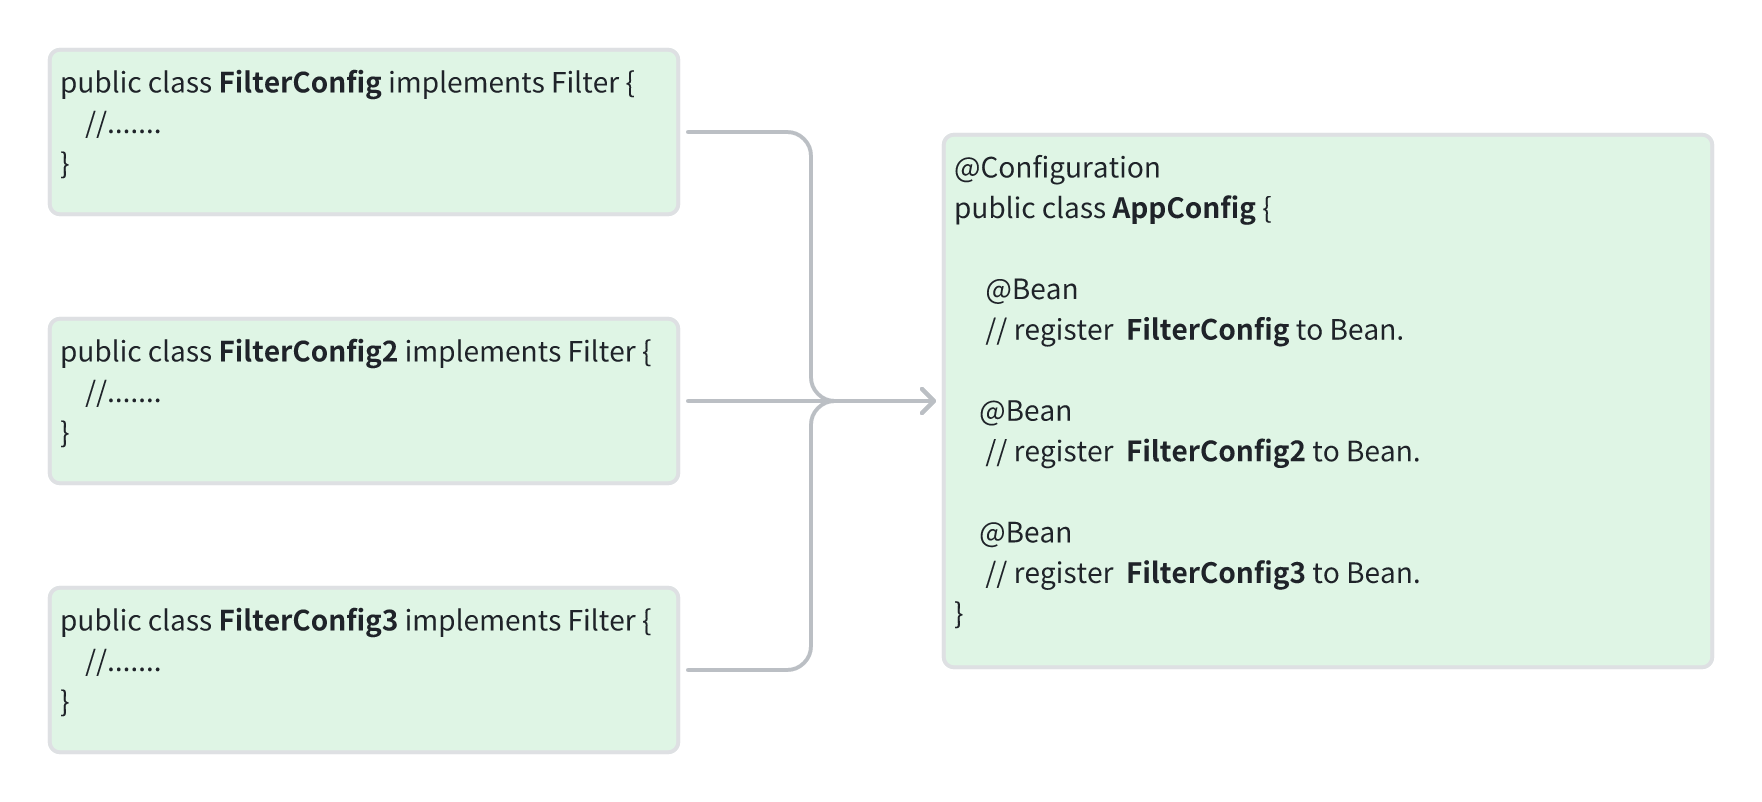 public class FilterConfig implements Filter {
//.......
}
public class FilterConfig2 implements Filter {
//.......
}
public class FilterConfig3 implements Filter {
//.......
}
@Configuration
public class AppConfig {
@Bean
// register  FilterConfig to Bean.
@Bean
// register  FilterConfig2 to Bean.
@Bean
// register  FilterConfig3 to Bean.
}